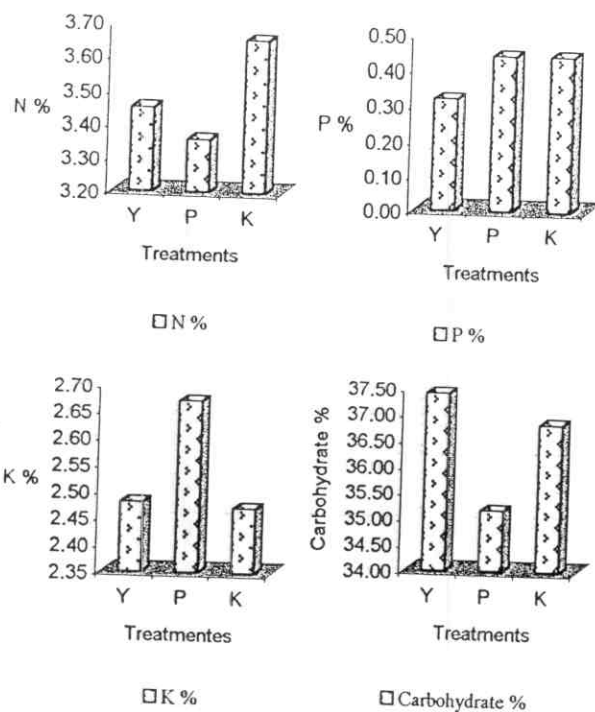 3.70
3.60
3.50
3.40
3.30
3.20
N %
Y P K
Treatments
N %
0.50
0.40
0.30
0.20
0.10
0.00
P %
Y P K
Treatments
P %
2.70
2.65
2.60
2.55
2.50
2.45
2.40
2.35
K %
Y P K
Treatmentes
K %
37.50
37.00
36.50
36.00
35.50
35.00
34.50
34.00
Carbohydrate %
Y P K
Treatments
Carbohydrate %